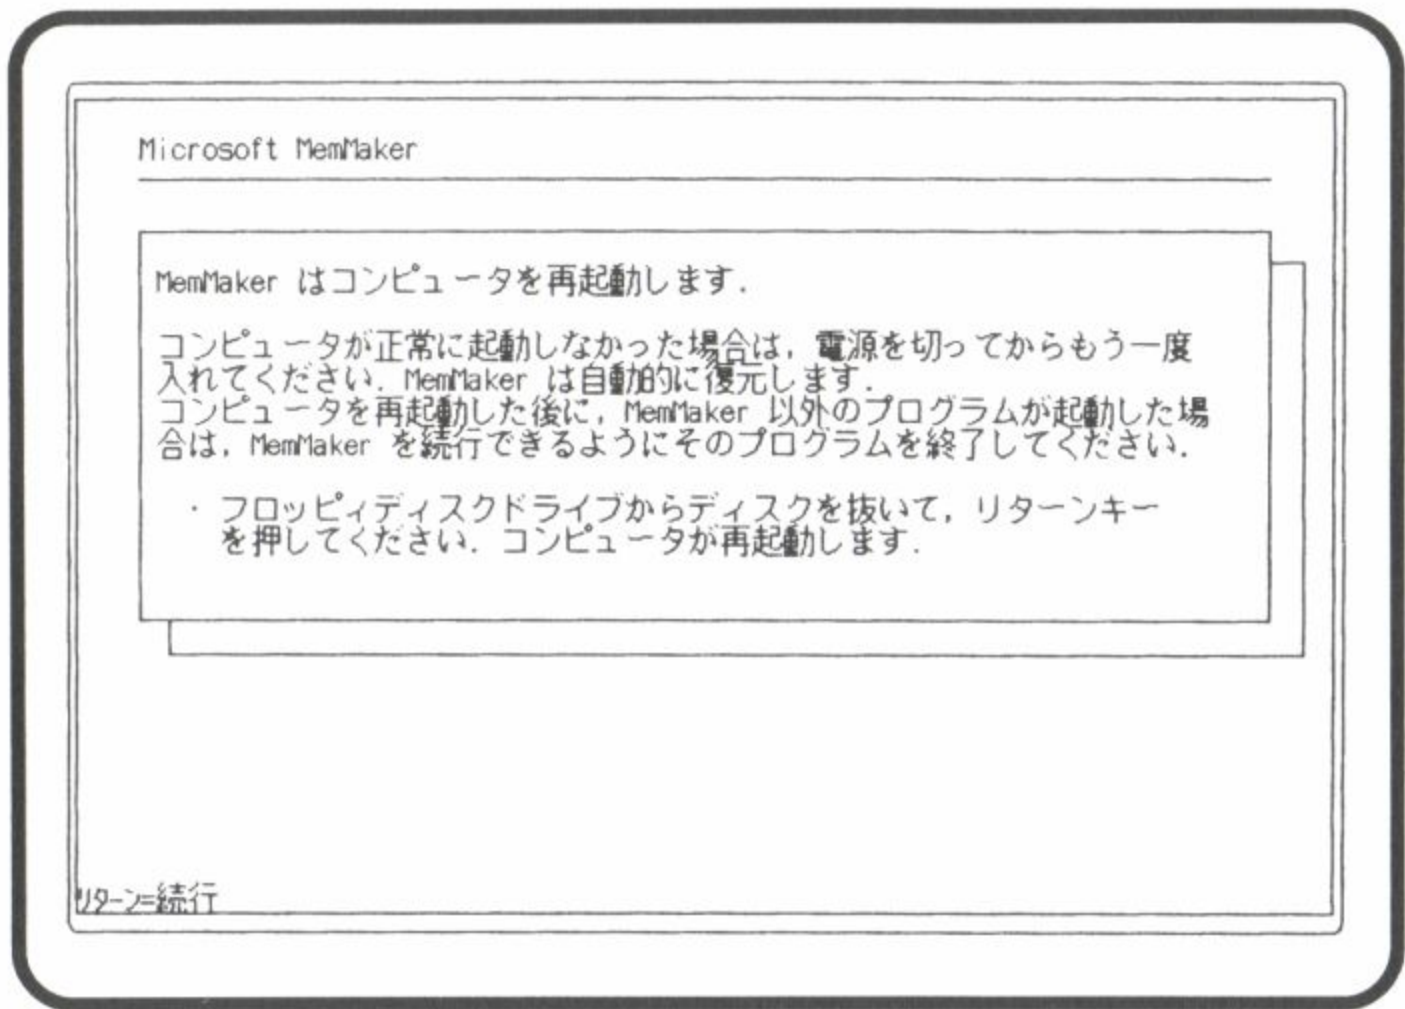 Microsoft MemMaker
MemMaker はコンピュータを再起動します．
コンピュータが正常に起動しなかった場合は，電源を切ってからもう一度
入れてください．MemMaker は自動的に復元します．
コンピュータを再起動した後に，MemMaker 以外のプログラムが起動した場
合は，MemMaker を続行できるようにそのプログラムを終了してください．
・ フロッピィディスクドライブからディスクを抜いて，リターンキー
を押してください．コンピュータが再起動します．
ﾘﾀｰﾝ=続行